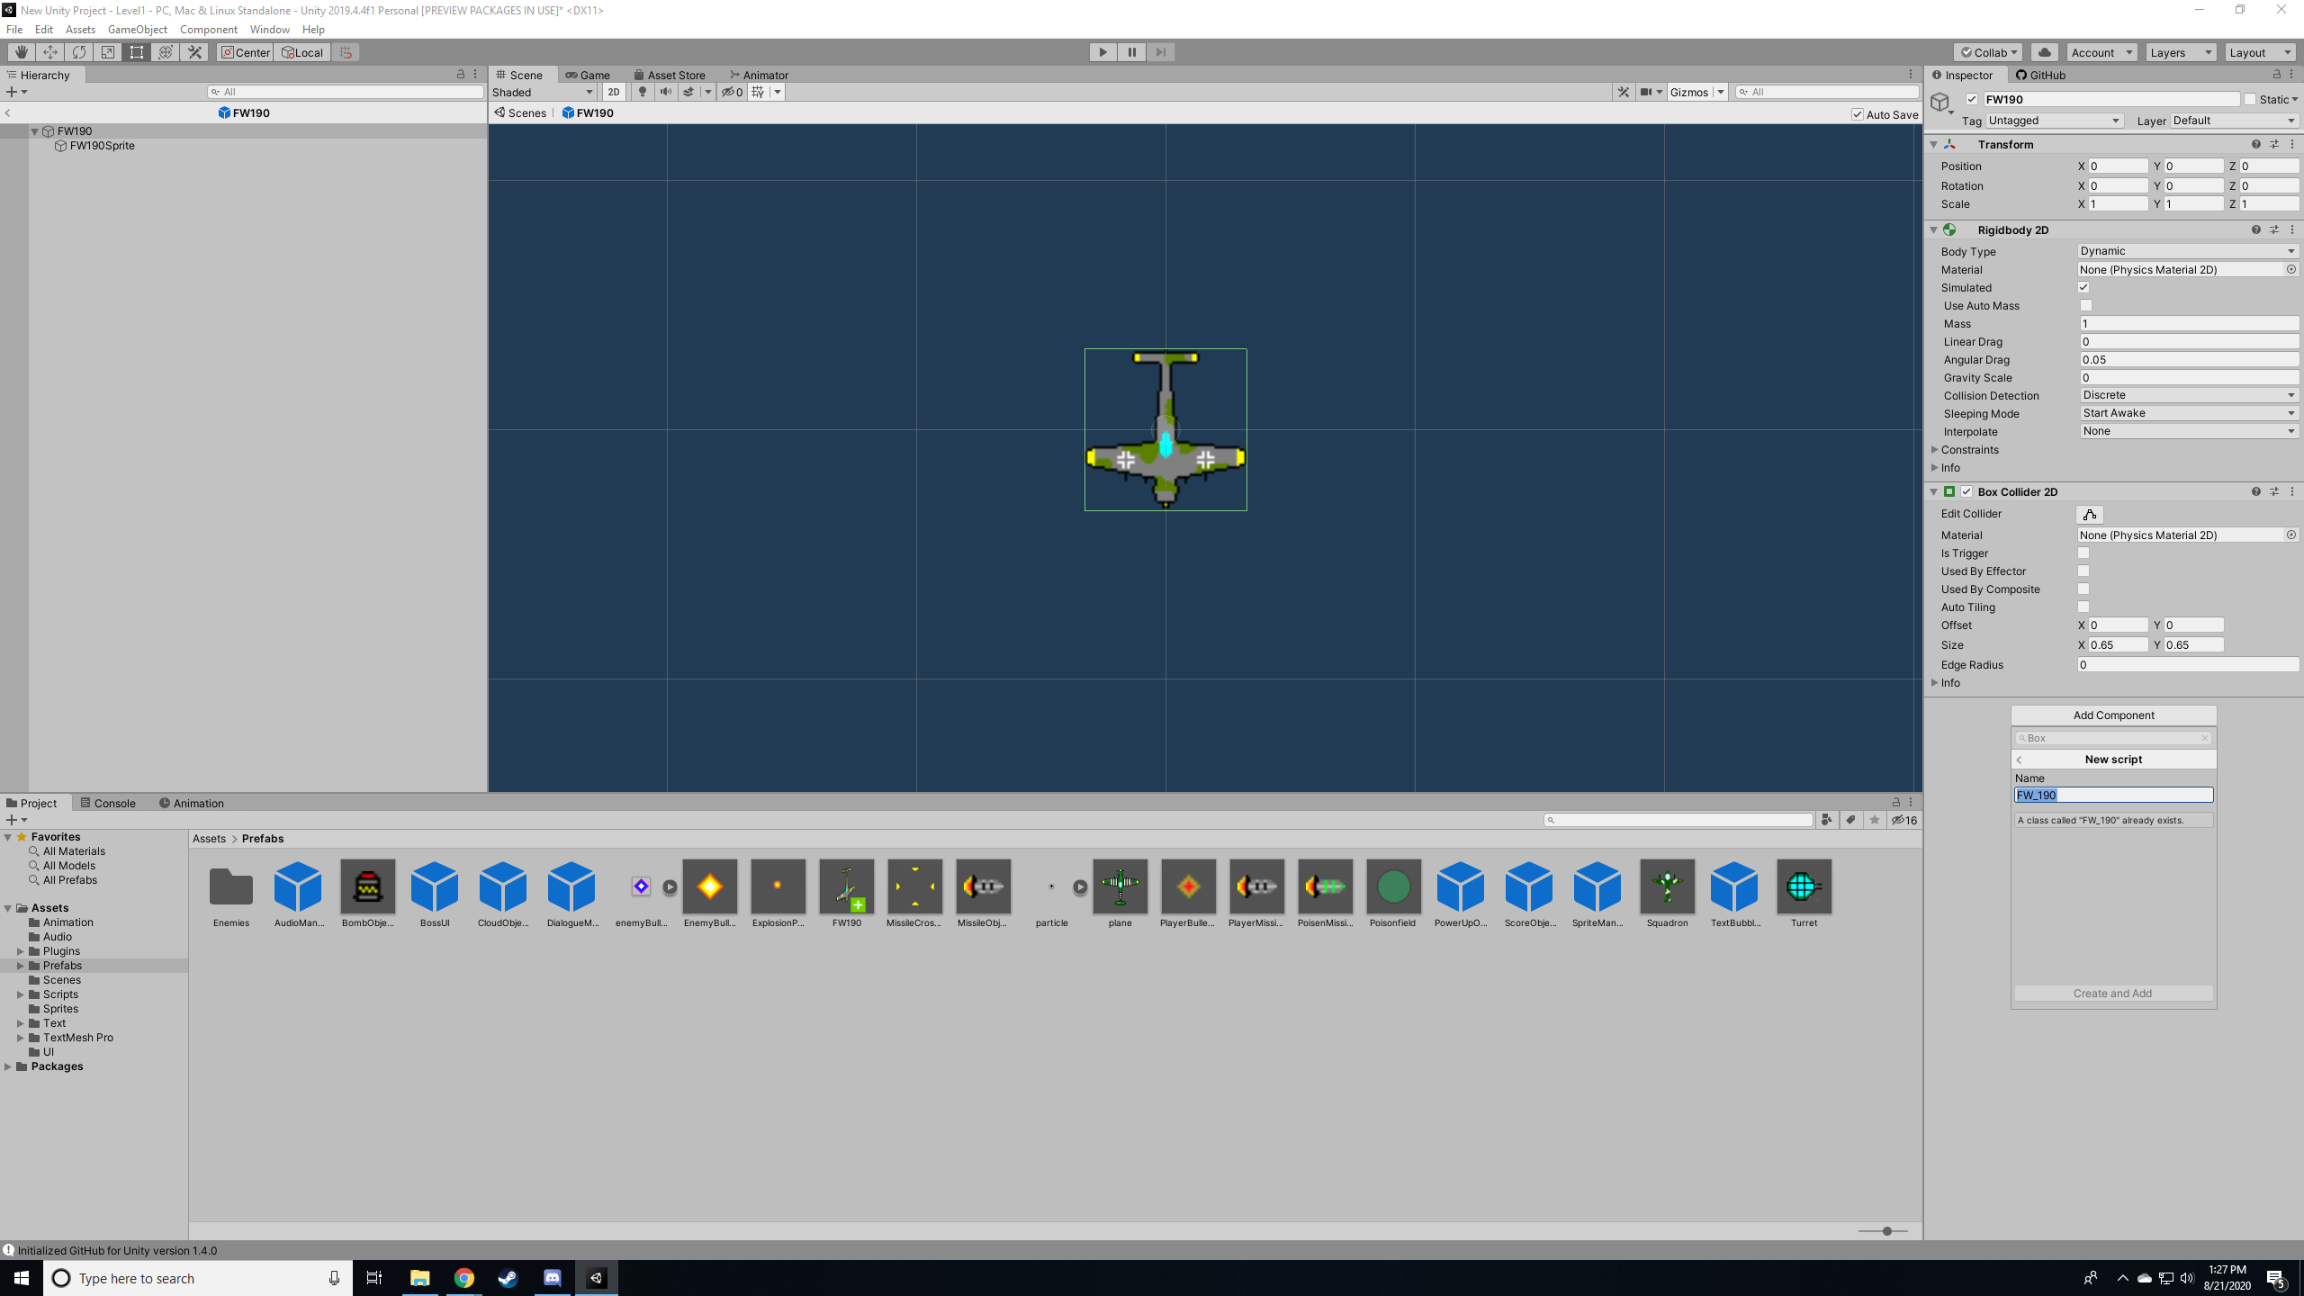 New Unity Project - Level1 - PC, Mac & Linux Standalone - Unity 2019.4.4f1 Personal [PREVIEW PACKAGES IN USE]* <DX11>
File Edit Assets GameObject Component Window Help
Center Local Collab Account Layers Layout
Hierarchy
All
FW190
FW190
FW190Sprite
Scene Game Asset Store Animator
Shaded 2D 0 Gizmos All
Scenes FW190 Auto Save
Inspector GitHub
FW190 Static
Tag Untagged Layer Default
Transform
Position X 0 Y 0 Z 0
Rotation X 0 Y 0 Z 0
Scale X 1 Y 1 Z 1
Rigidbody 2D
Body Type Dynamic
Material None (Physics Material 2D)
Simulated
Use Auto Mass
Mass 1
Linear Drag 0
Angular Drag 0.05
Gravity Scale 0
Collision Detection Discrete
Sleeping Mode Start Awake
Interpolate None
Constraints
Info
Box Collider 2D
Edit Collider
Material None (Physics Material 2D)
Is Trigger
Used By Effector
Used By Composite
Auto Tiling
Offset X 0 Y 0
Size X 0.65 Y 0.65
Edge Radius 0
Info
Add Component
Box
New script
Name
FW_190
A class called "FW_190" already exists.
Create and Add
Project Console Animation
16
Favorites
All Materials
All Models
All Prefabs
Assets
Animation
Audio
Plugins
Prefabs
Scenes
Scripts
Sprites
Text
TextMesh Pro
UI
Packages
Assets > Prefabs
Enemies AudioMan... BombObje... BossUI CloudObje... DialogueM... enemyBull... EnemyBull... ExplosionP... FW190 MissileCros... MissileObj... particle plane PlayerBulle... PlayerMissi... PoisenMissi... Poisonfield PowerUpO... ScoreObje... SpriteMan... Squadron TextBubbl... Turret
Initialized GitHub for Unity version 1.4.0
Type here to search
1:27 PM
8/21/2020
5